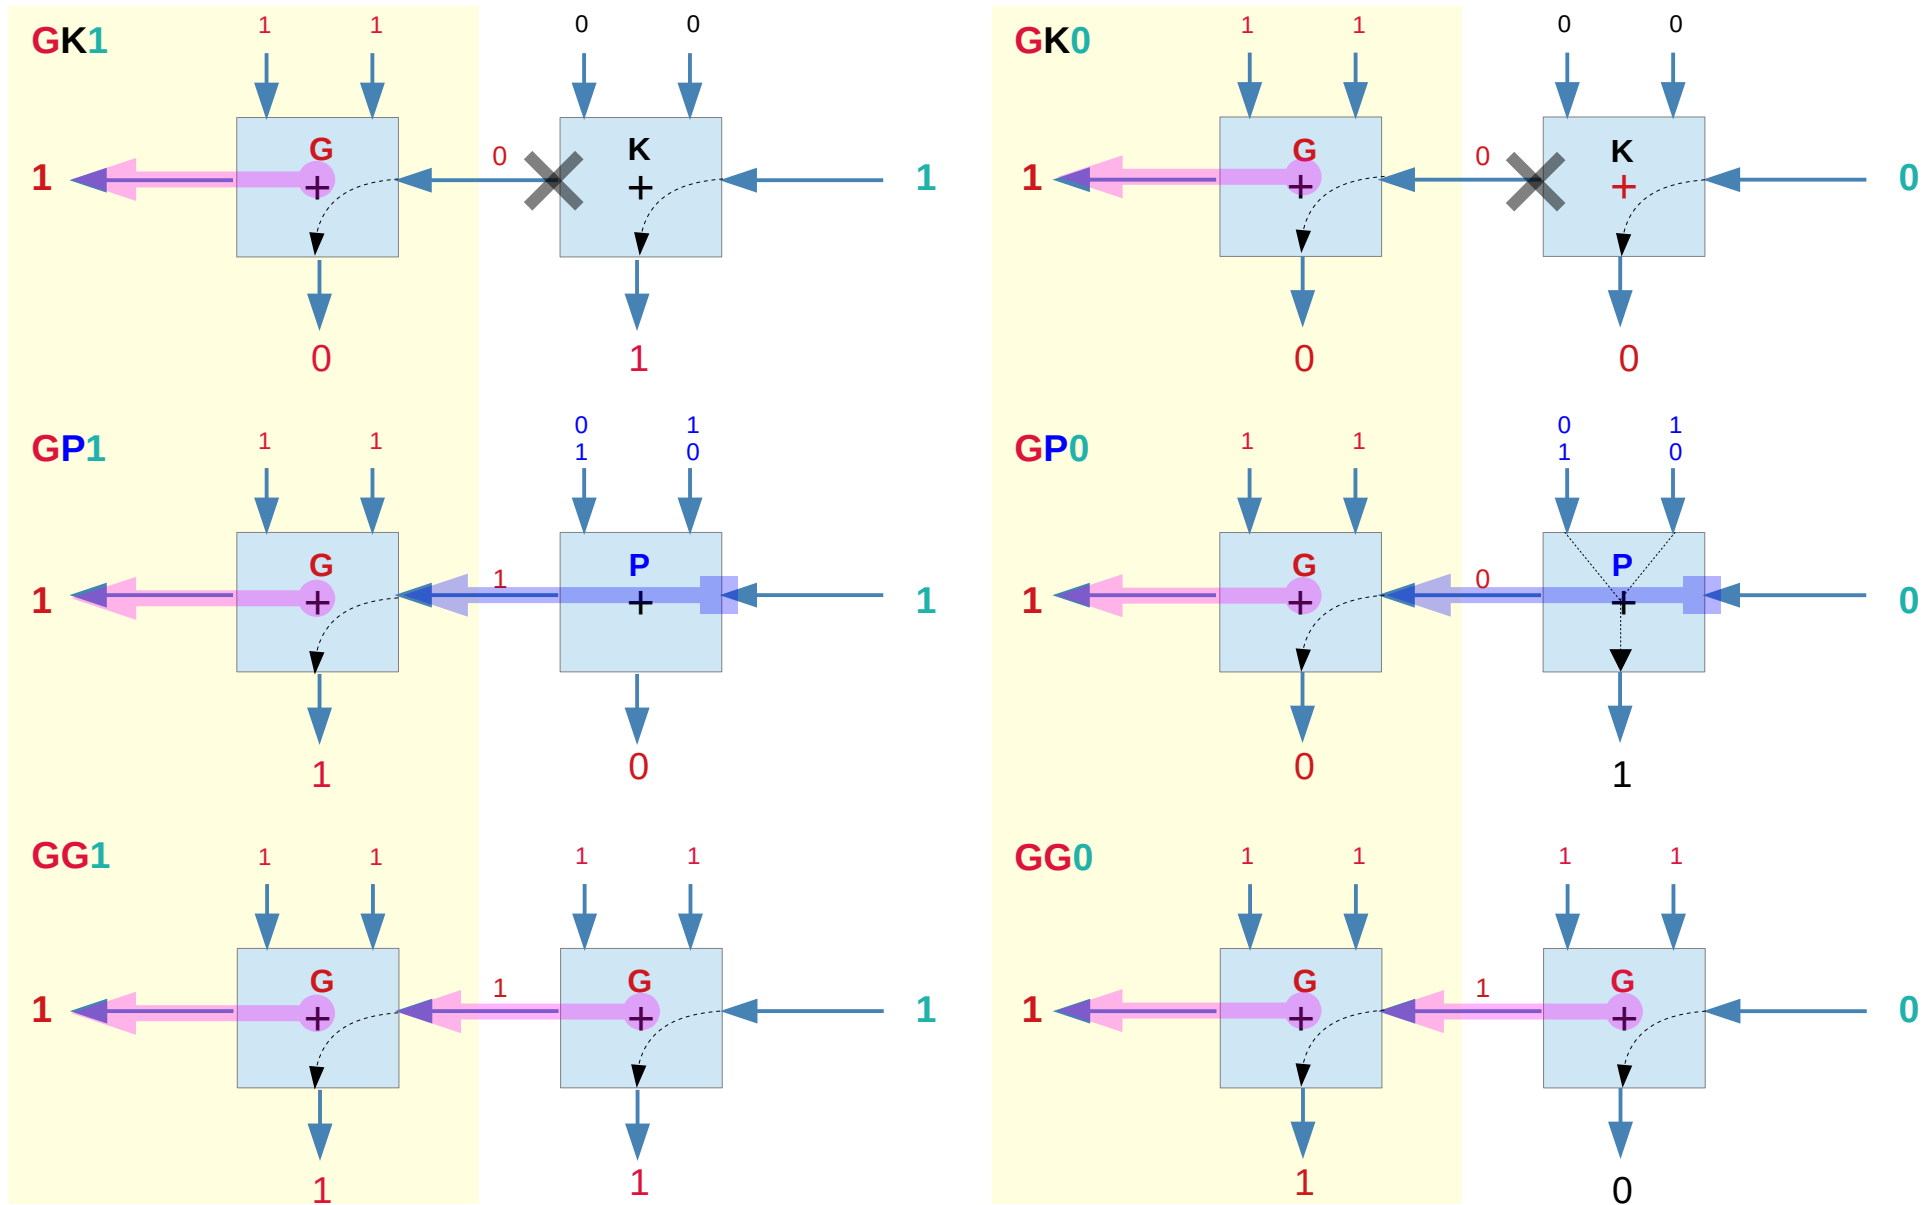 GK1 1 1 0 0
G K
1 0 1
+ +
0 1
GK0 1 1 0 0
G K
1 0 0
+ +
0 0
GP1 1 1 0 1
1 0
G P
1 1 1
+ +
1 0
GP0 1 1 0 1
1 0
G P
1 0 0
+ +
0 1
GG1 1 1 1 1
G G
1 1 1
+ +
1 1
GG0 1 1 1 1
G G
1 1 0
+ +
1 0